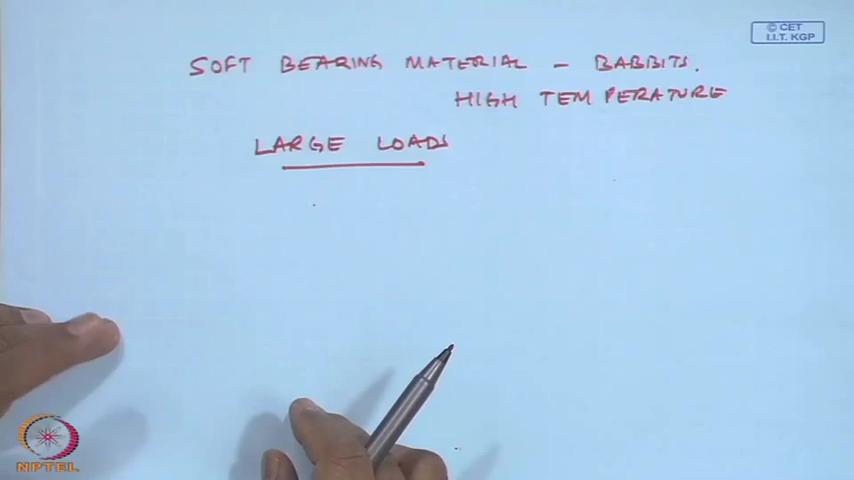 © CET
I.I.T. KGP
SOFT BEARING MATERIAL - BABBITS.
HIGH TEMPERATURE
LARGE LOADS
NPTEL